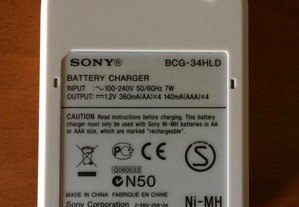 SONY® BCG-34HLD
BATTERY CHARGER
INPUT : ~100-240V 50/60Hz 7W
OUTPUT: ⎓1.2V 360mA(AA)×4 140mA(AAA)×4
CAUTION Read instructions before charging. This battery
charger must only be used with Sony Ni-MH batteries in AA
or AAA size, which are marked "rechargeable".
CE
S
Q060032
N50
MADE IN CHINA FABRIQUE EN CHINE
Ni-MH
Sony Corporation